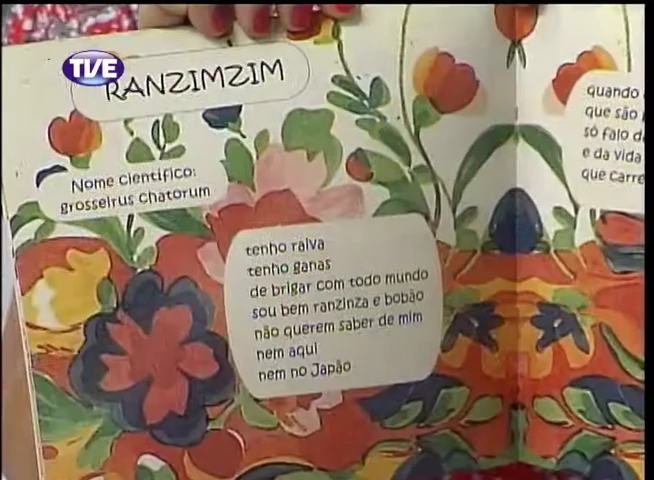 TVE
RANZIMZIM
Nome científico:
grosseirus chatorum
tenho raiva
tenho ganas
de brigar com todo mundo
sou bem ranzinza e bobão
não querem saber de mim
nem aqui
nem no Japão
quando
que são
só falo d
e da vida
que carre